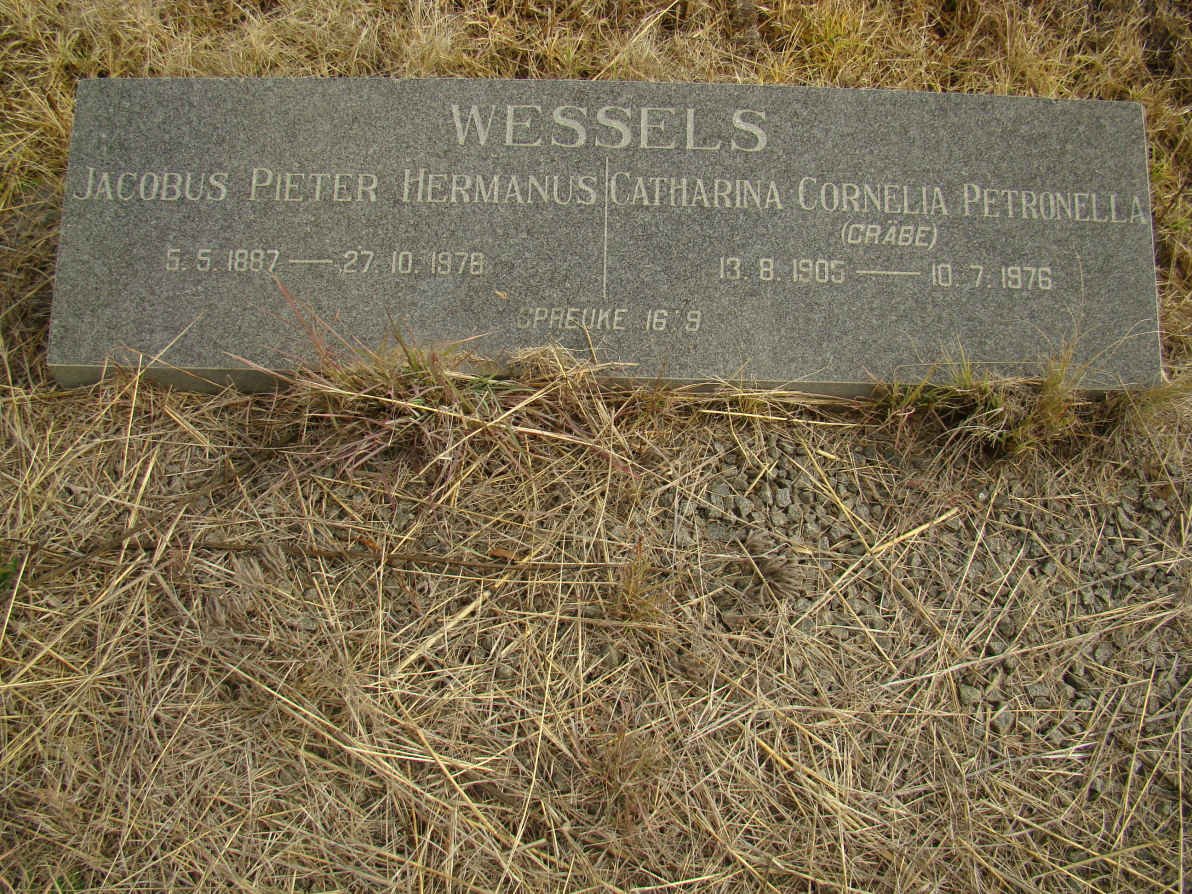 WESSELS
JACOBUS PIETER HERMANUS
5.5.1887 — 27.10.1978
CATHARINA CORNELIA PETRONELLA
(GRABE)
13.8.1905 — 10.7.1976
SPREUKE 16:9